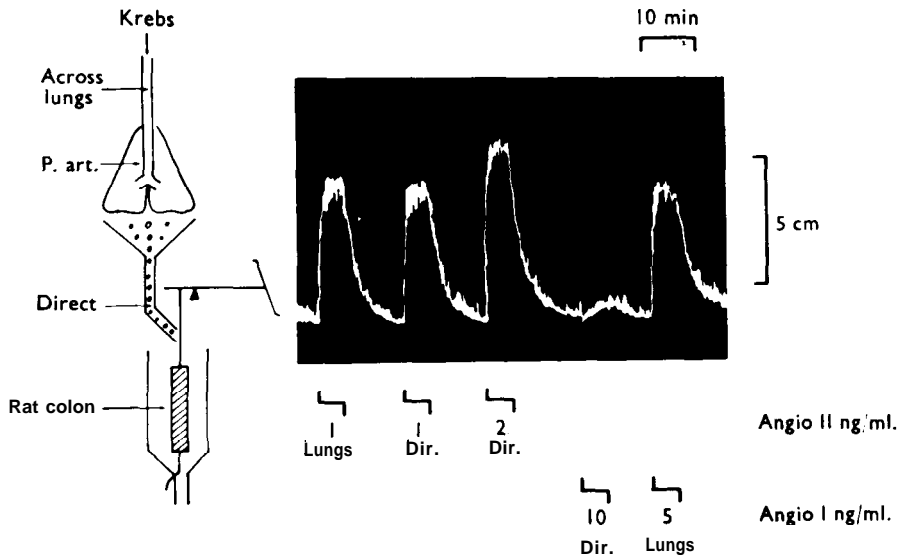 Krebs
10 min
Across
lungs
P. art.
5 cm
Direct
Rat colon
1
Lungs
1
Dir.
2
Dir.
Angio II ng/ml.
10
Dir.
5
Lungs
Angio I ng/ml.